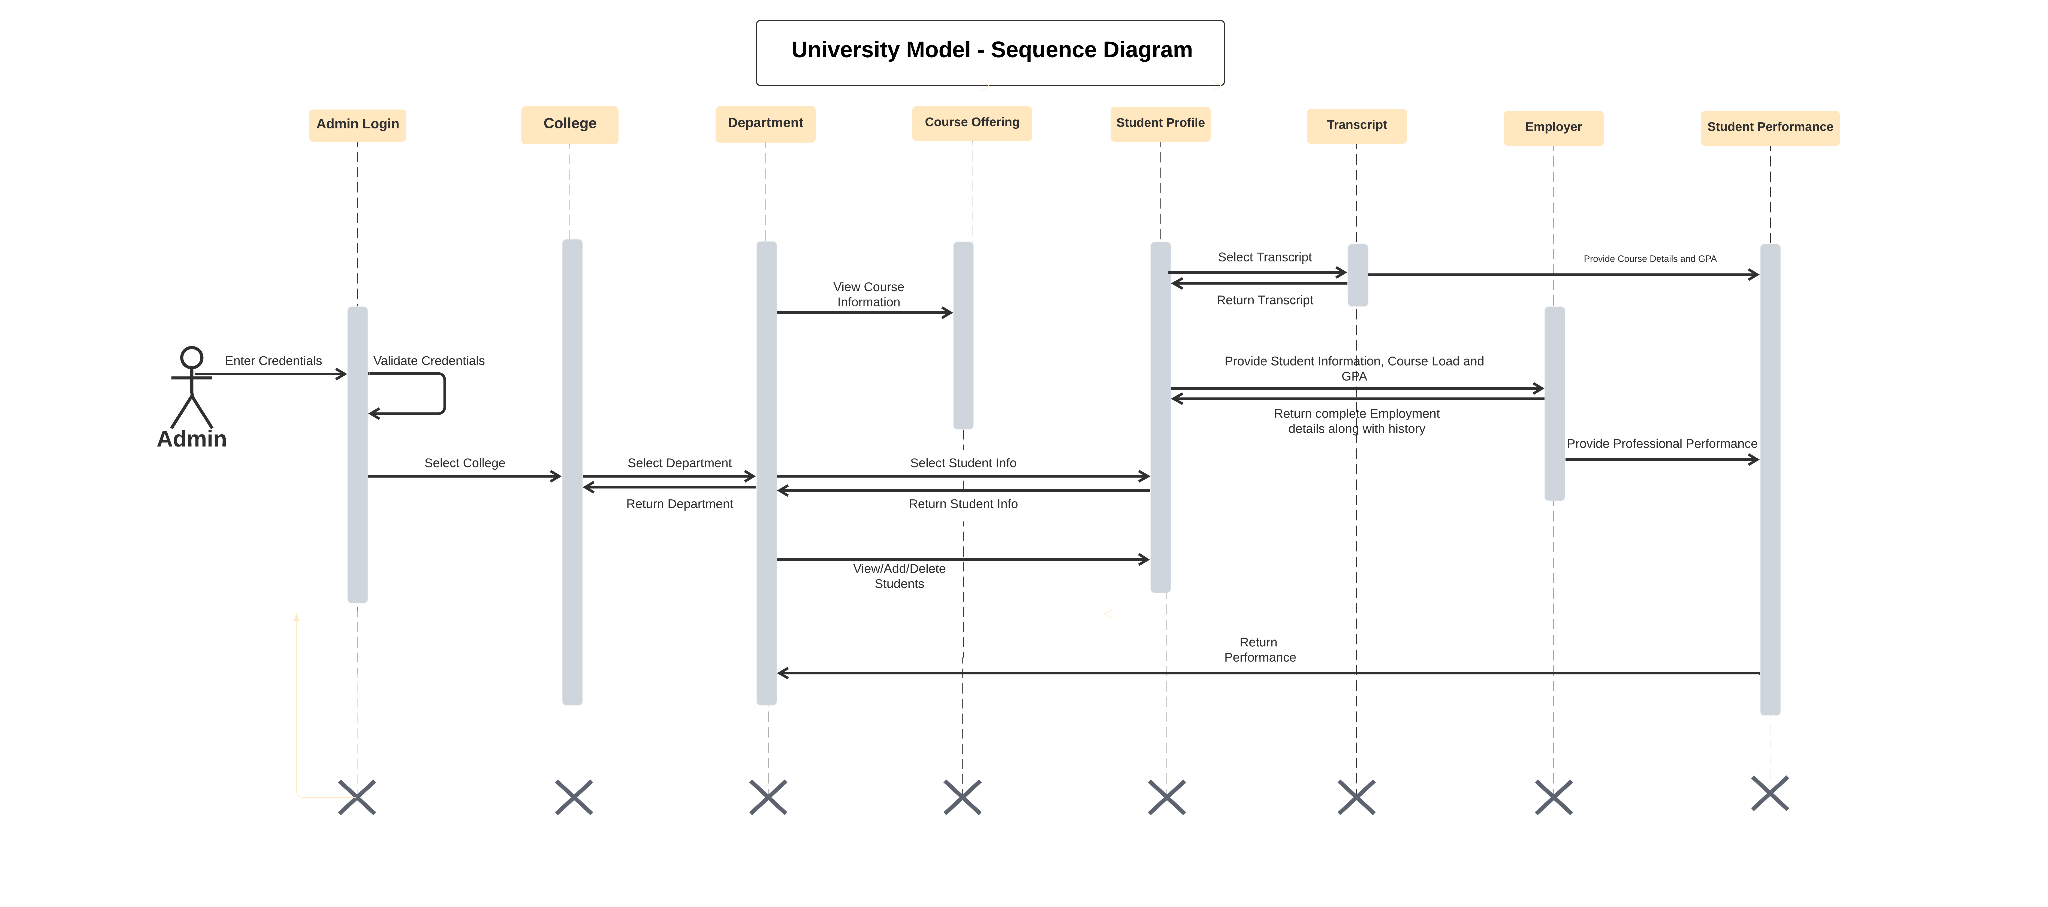 University Model - Sequence Diagram
Admin Login
College
Department
Course Offering
Student Profile
Transcript
Employer
Student Performance
Select Transcript
Provide Course Details and GPA
View Course
Information
Return Transcript
Enter Credentials
Validate Credentials
Provide Student Information, Course Load and
GPA
Return complete Employment
details along with history
Admin
Provide Professional Performance
Select College
Select Department
Select Student Info
Return Department
Return Student Info
View/Add/Delete
Students
Return
Performance